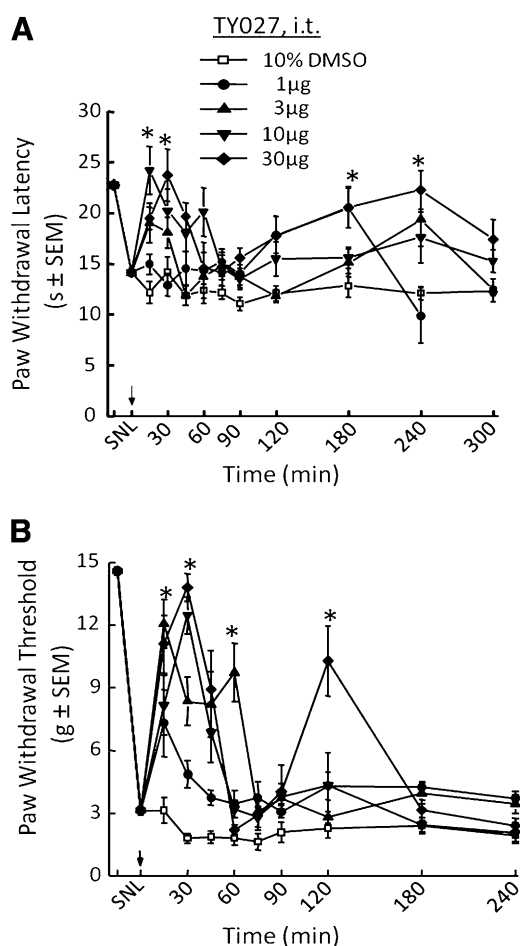 A
TY027, i.t.
10% DMSO
1µg
3µg
10µg
30µg
Paw Withdrawal Latency
(s ± SEM)
30
25
20
15
10
5
0
* *
*
*
SNL 30 60 90 120 180 240 300
Time (min)
B
Paw Withdrawal Threshold
(g ± SEM)
15
12
9
6
3
0
*
*
*
*
SNL 30 60 90 120 180 240
Time (min)